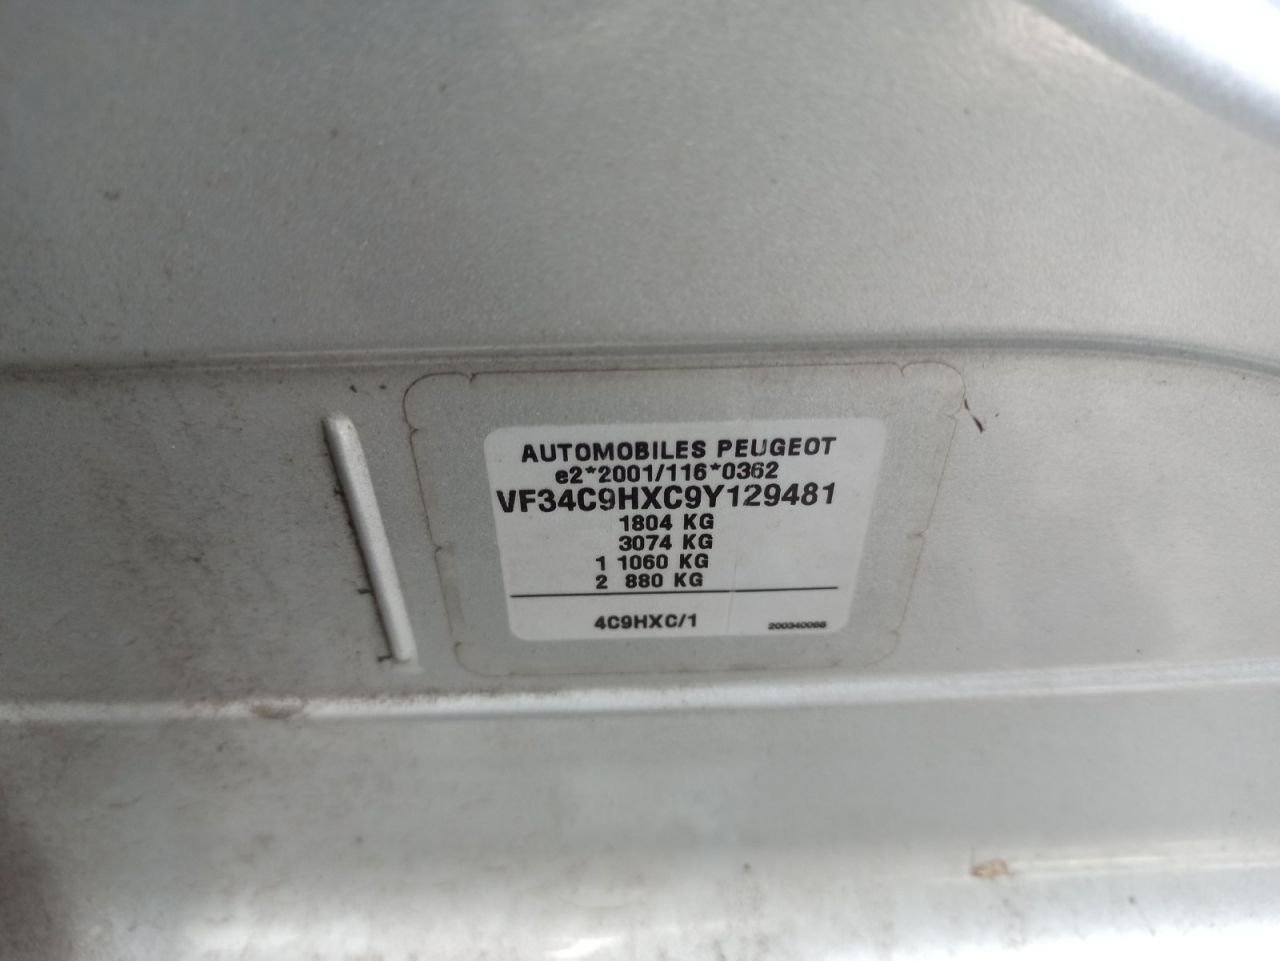 AUTOMOBILES PEUGEOT
e2*2001/116*0362
VF34C9HXC9Y129481
1804 KG
3074 KG
1 1060 KG
2 880 KG
4C9HXC/1
200340068